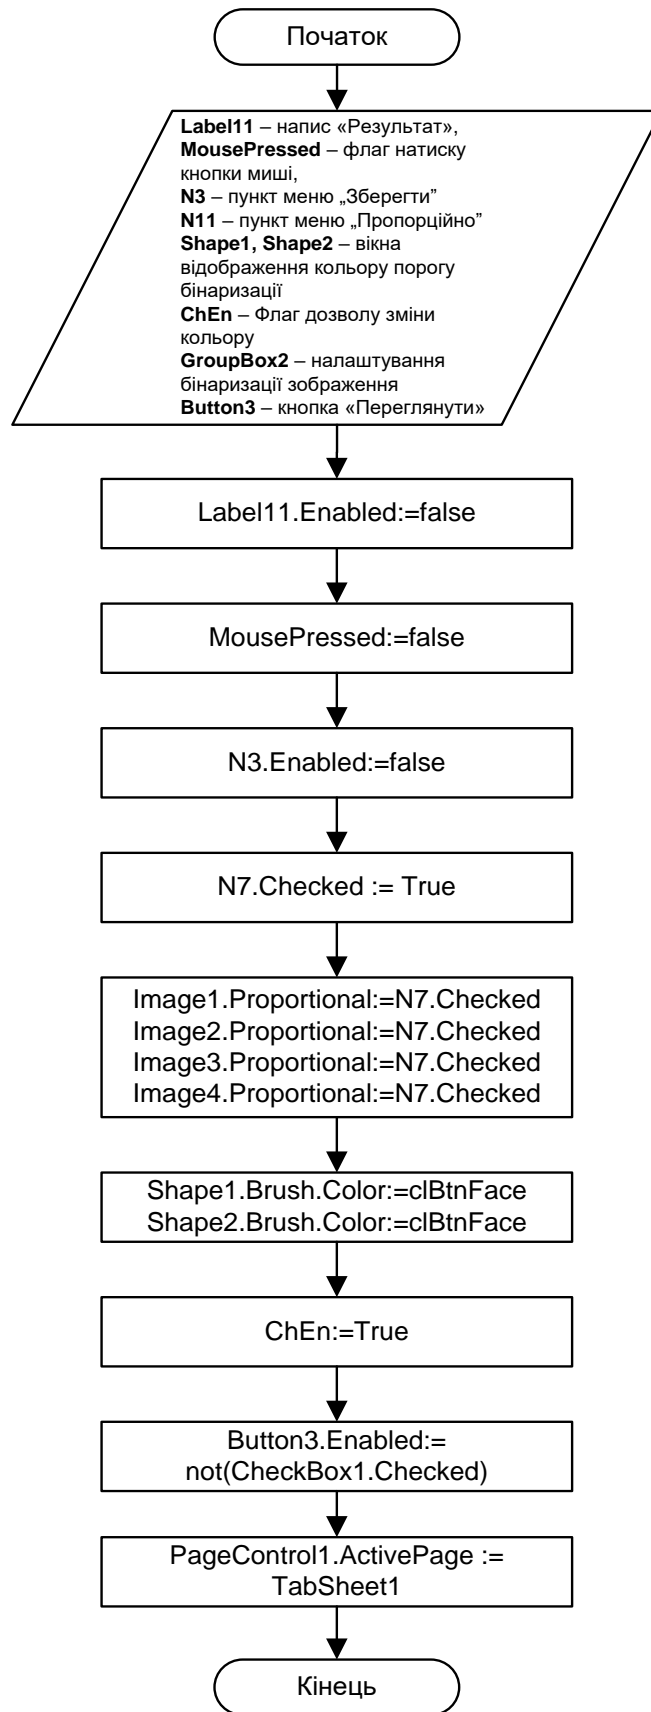 Початок
Label11 – напис «Результат»,
MousePressed – флаг натиску
кнопки миші,
N3 – пункт меню „Зберегти”
N11 – пункт меню „Пропорційно”
Shape1, Shape2 – вікна
відображення кольору порогу
бінаризації
ChEn – Флаг дозволу зміни
кольору
GroupBox2 – налаштування
бінаризації зображення
Button3 – кнопка «Переглянути»
Label11.Enabled:=false
MousePressed:=false
N3.Enabled:=false
N7.Checked := True
Image1.Proportional:=N7.Checked
Image2.Proportional:=N7.Checked
Image3.Proportional:=N7.Checked
Image4.Proportional:=N7.Checked
Shape1.Brush.Color:=clBtnFace
Shape2.Brush.Color:=clBtnFace
ChEn:=True
Button3.Enabled:=
not(CheckBox1.Checked)
PageControl1.ActivePage :=
TabSheet1
Кінець